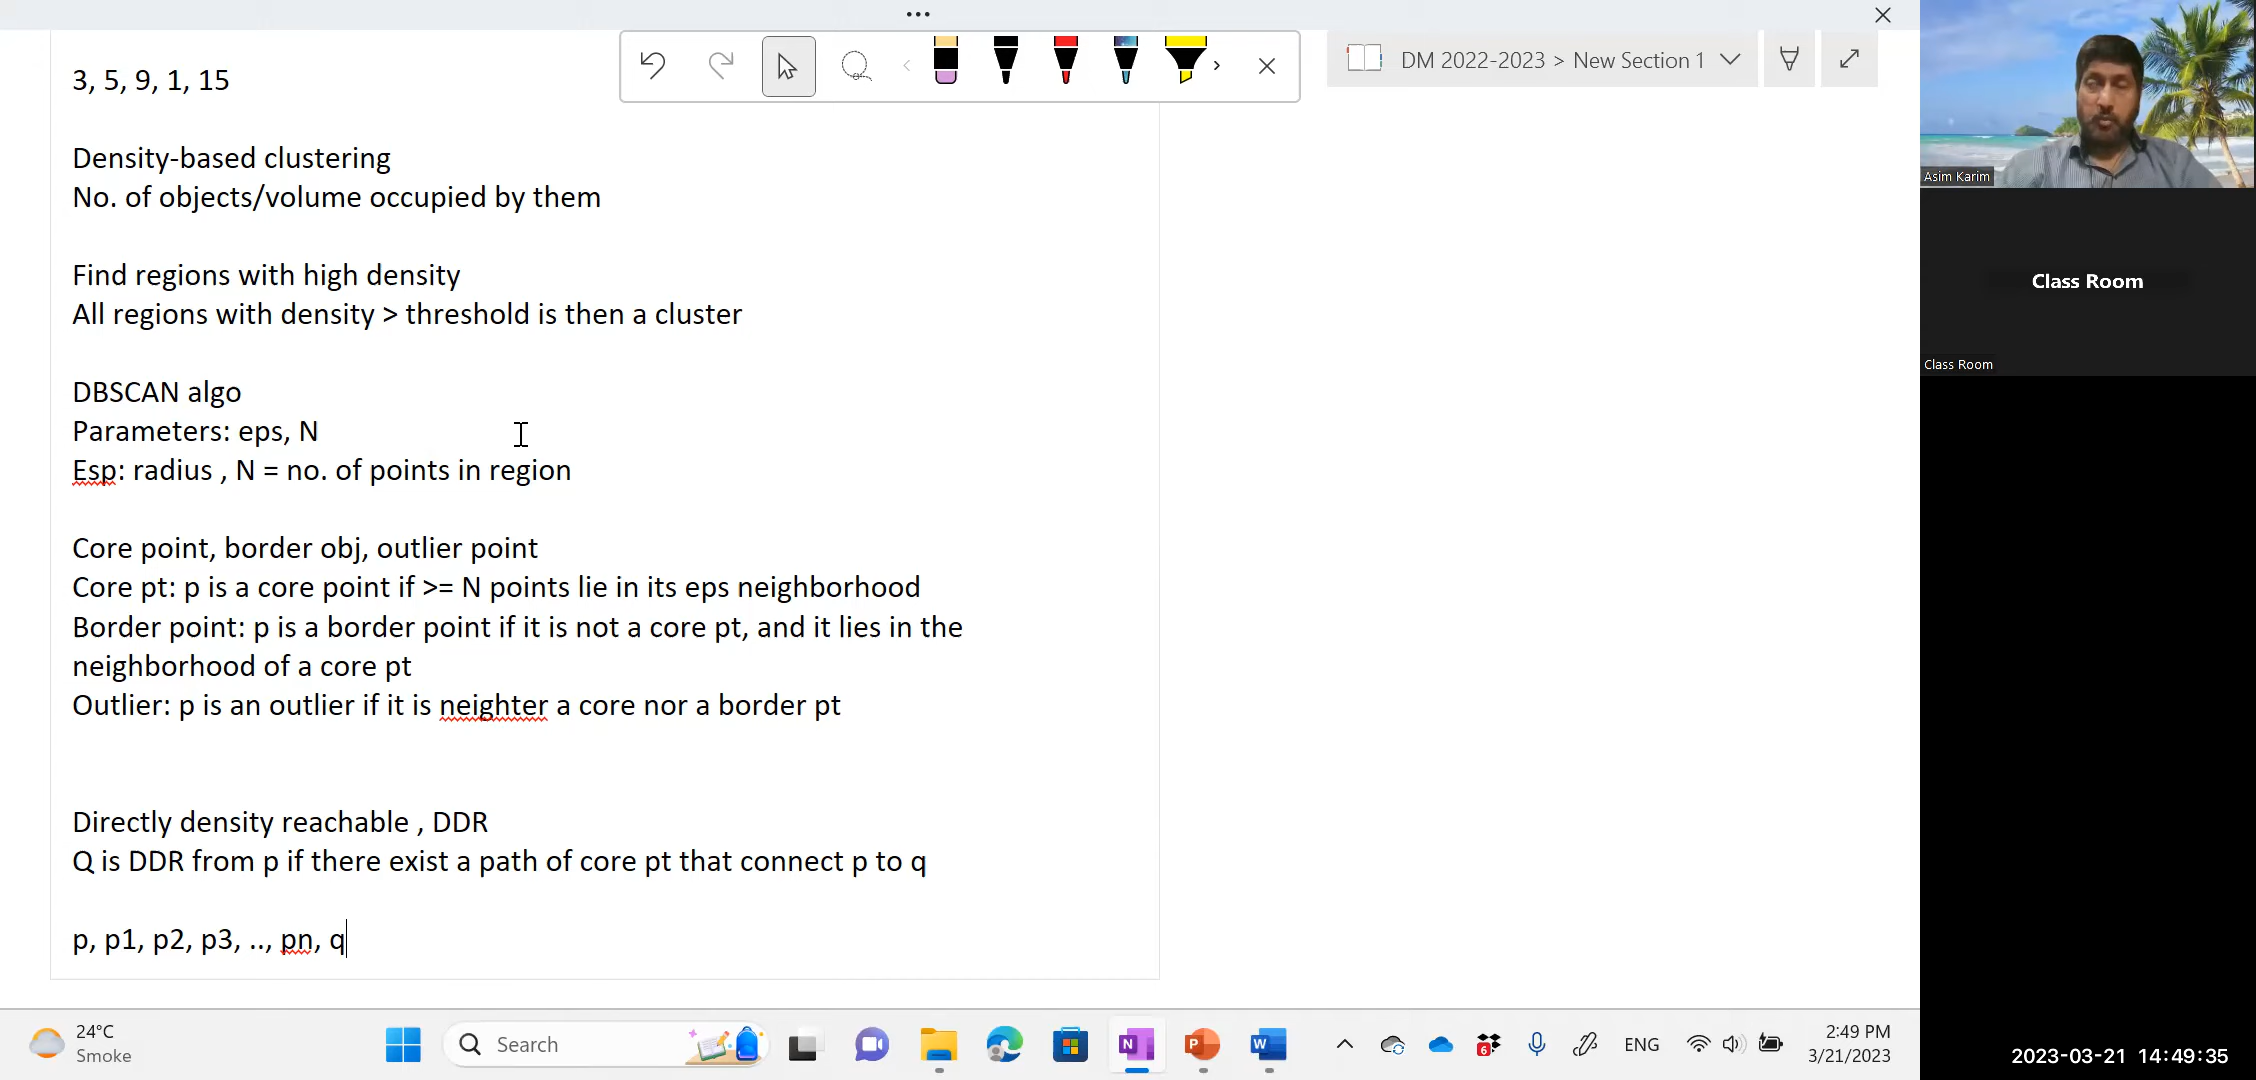 DM 2022-2023 > New Section 1
3, 5, 9, 1, 15
Density-based clustering
No. of objects/volume occupied by them
Find regions with high density
All regions with density > threshold is then a cluster
DBSCAN algo
Parameters: eps, N
Esp: radius , N = no. of points in region
Core point, border obj, outlier point
Core pt: p is a core point if >= N points lie in its eps neighborhood
Border point: p is a border point if it is not a core pt, and it lies in the
neighborhood of a core pt
Outlier: p is an outlier if it is neighter a core nor a border pt
Directly density reachable , DDR
Q is DDR from p if there exist a path of core pt that connect p to q
p, p1, p2, p3, .., pn, q
Asim Karim
Class Room
Class Room
24°C
Smoke
Search
N
P
W
6
ENG
2:49 PM
3/21/2023
2023-03-21 14:49:35